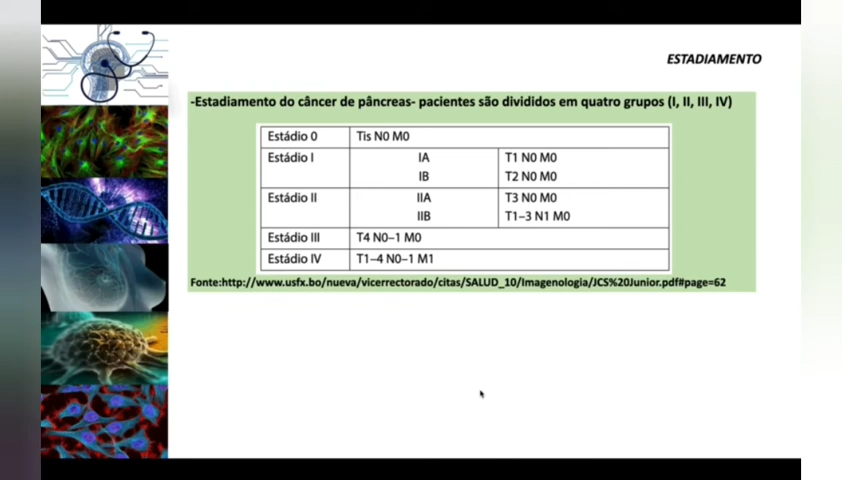 ESTADIAMENTO
-Estadiamento do câncer de pâncreas- pacientes são divididos em quatro grupos (I, II, III, IV)
Estádio 0 Tis N0 M0
Estádio I IA T1 N0 M0
IB T2 N0 M0
Estádio II IIA T3 N0 M0
IIB T1–3 N1 M0
Estádio III T4 N0–1 M0
Estádio IV T1–4 N0–1 M1
Fonte:http://www.usfx.bo/nueva/vicerrectorado/citas/SALUD_10/Imagenologia/JCS%20Junior.pdf#page=62